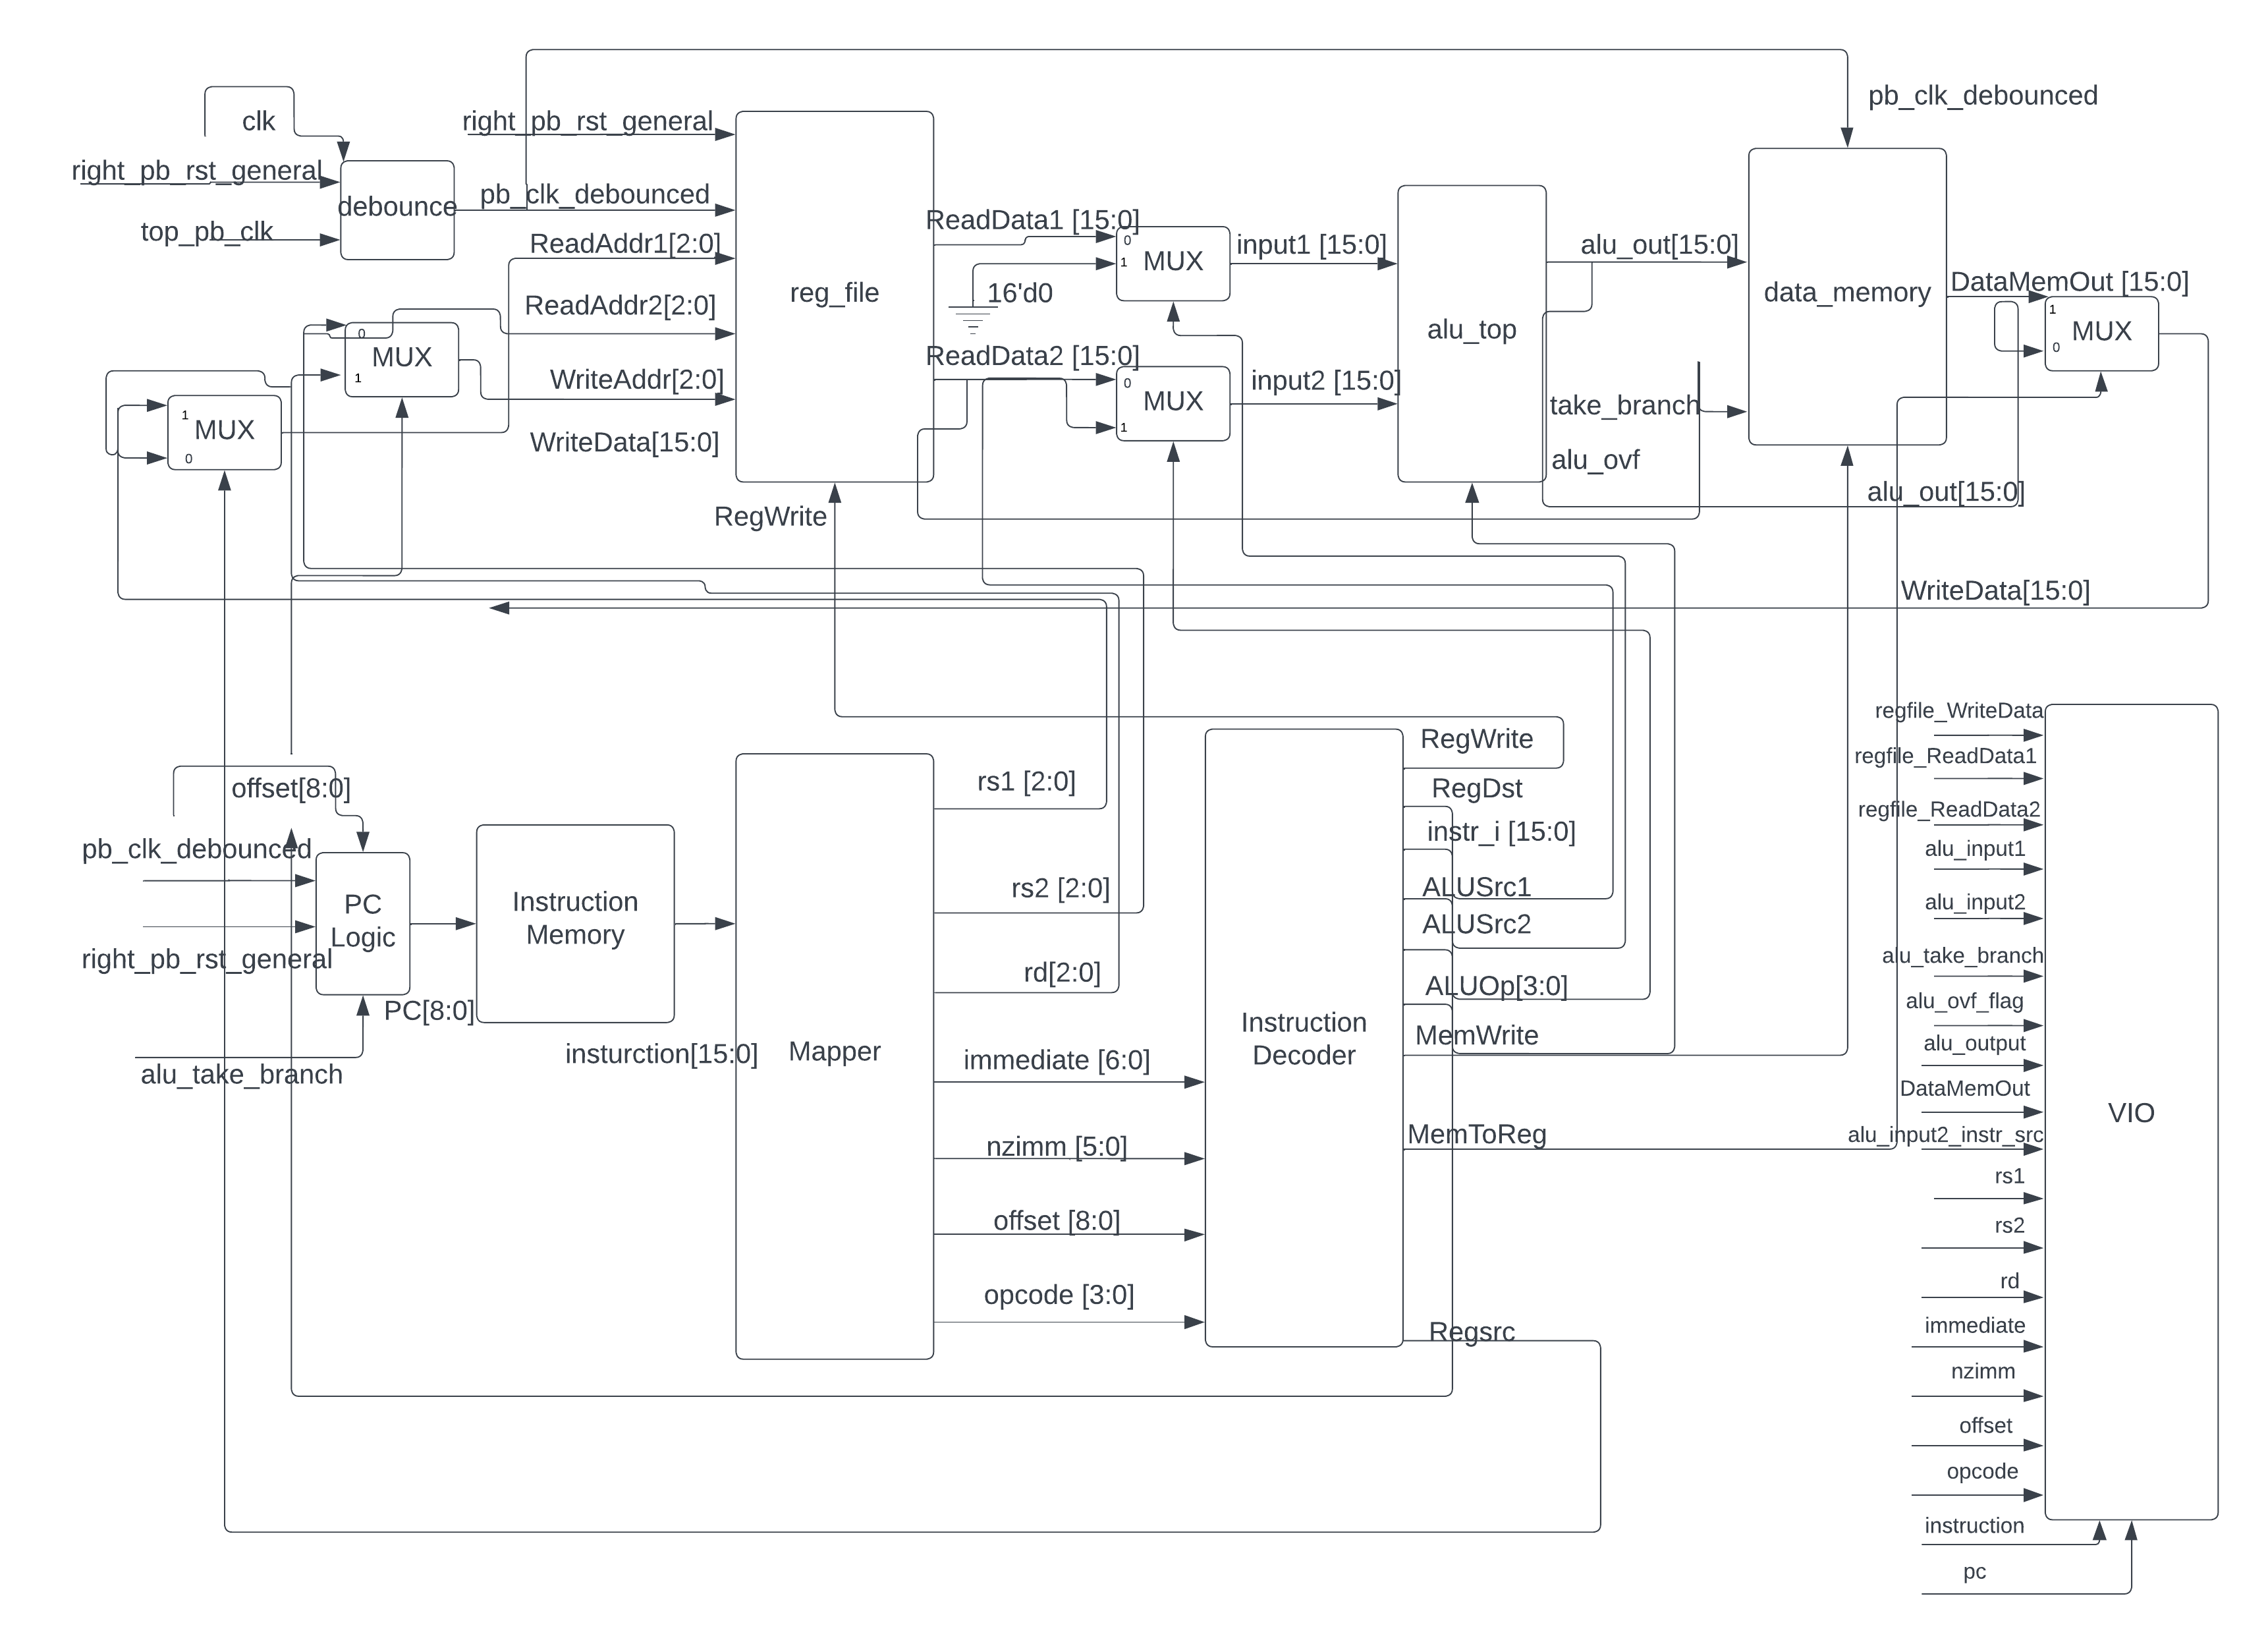 pb_clk_debounced
clk
right_pb_rst_general
right_pb_rst_general
debounce
pb_clk_debounced
top_pb_clk
ReadAddr1[2:0]
ReadAddr2[2:0]
WriteAddr[2:0]
WriteData[15:0]
0
MUX
1
1
MUX
0
reg_file
RegWrite
ReadData1 [15:0]
0
1
MUX
16'd0
ReadData2 [15:0]
0
MUX
1
input1 [15:0]
input2 [15:0]
alu_top
alu_out[15:0]
take_branch
alu_ovf
data_memory
DataMemOut [15:0]
1
MUX
0
alu_out[15:0]
WriteData[15:0]
offset[8:0]
pb_clk_debounced
PC
Logic
right_pb_rst_general
PC[8:0]
alu_take_branch
Instruction
Memory
insturction[15:0]
Mapper
rs1 [2:0]
rs2 [2:0]
rd[2:0]
immediate [6:0]
nzimm [5:0]
offset [8:0]
opcode [3:0]
Instruction
Decoder
RegWrite
RegDst
instr_i [15:0]
ALUSrc1
ALUSrc2
ALUOp[3:0]
MemWrite
MemToReg
Regsrc
regfile_WriteData
regfile_ReadData1
regfile_ReadData2
alu_input1
alu_input2
alu_take_branch
alu_ovf_flag
alu_output
DataMemOut
alu_input2_instr_src
rs1
rs2
rd
immediate
nzimm
offset
opcode
instruction
pc
VIO